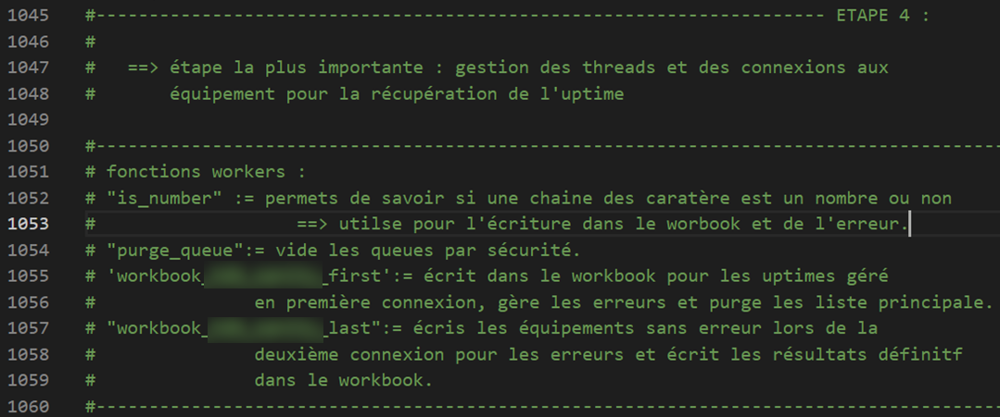 1045 #--------------------------------------------------------------------- ETAPE 4 :
1046 #
1047 #   ==> étape la plus importante : gestion des threads et des connexions aux
1048 #       équipement pour la récupération de l'uptime
1049
1050 #--------------------------------------------------------------------------------------
1051 # fonctions workers :
1052 # "is_number" := permets de savoir si une chaine des caratère est un nombre ou non
1053 #                   ==> utilse pour l'écriture dans le worbook et de l'erreur.
1054 # "purge_queue":= vide les queues par sécurité.
1055 # 'workbook_ _first':= écrit dans le workbook pour les uptimes géré
1056 #               en première connexion, gère les erreurs et purge les liste principale.
1057 # "workbook_ _last":= écris les équipements sans erreur lors de la
1058 #               deuxième connexion pour les erreurs et écrit les résultats définitf
1059 #               dans le workbook.
1060 #--------------------------------------------------------------------------------------